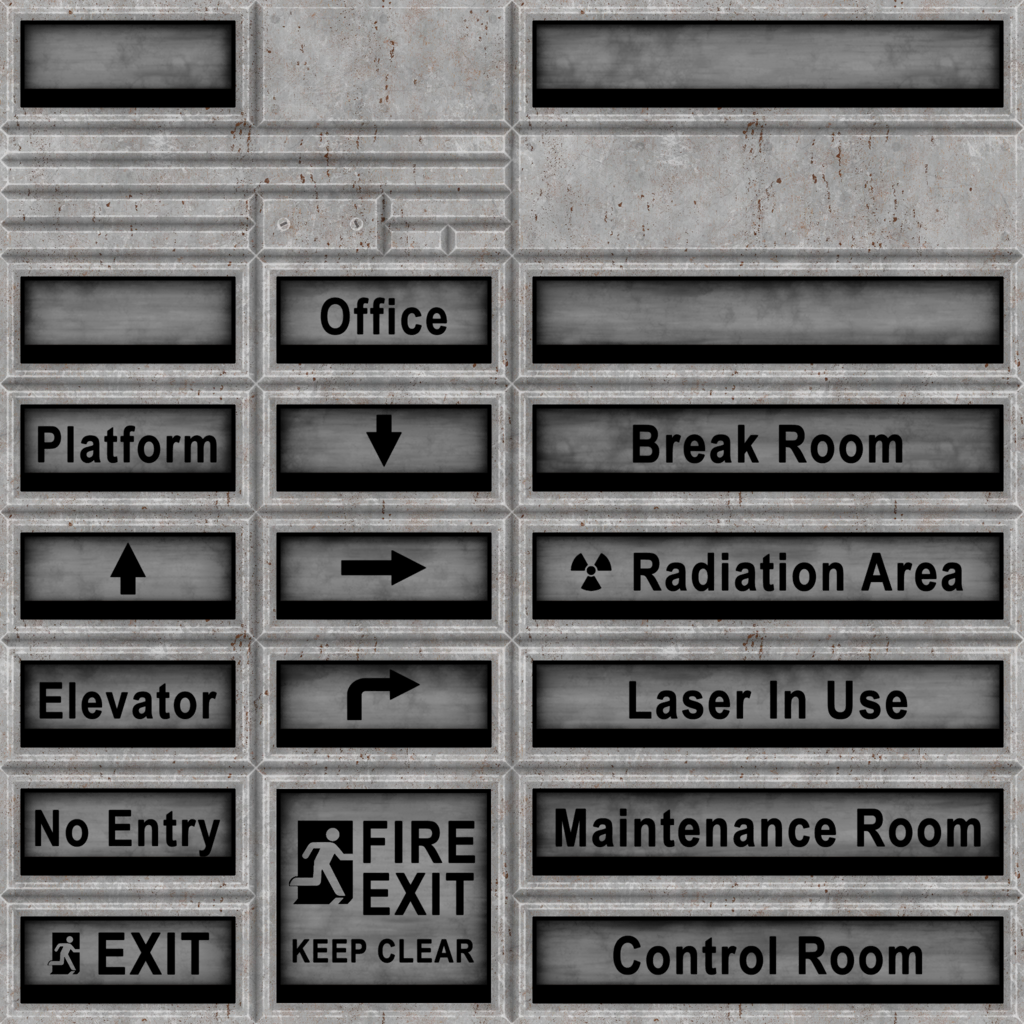 Office
Platform
Break Room
Radiation Area
Elevator
Laser In Use
No Entry
Maintenance Room
FIRE
EXIT
KEEP CLEAR
EXIT
Control Room